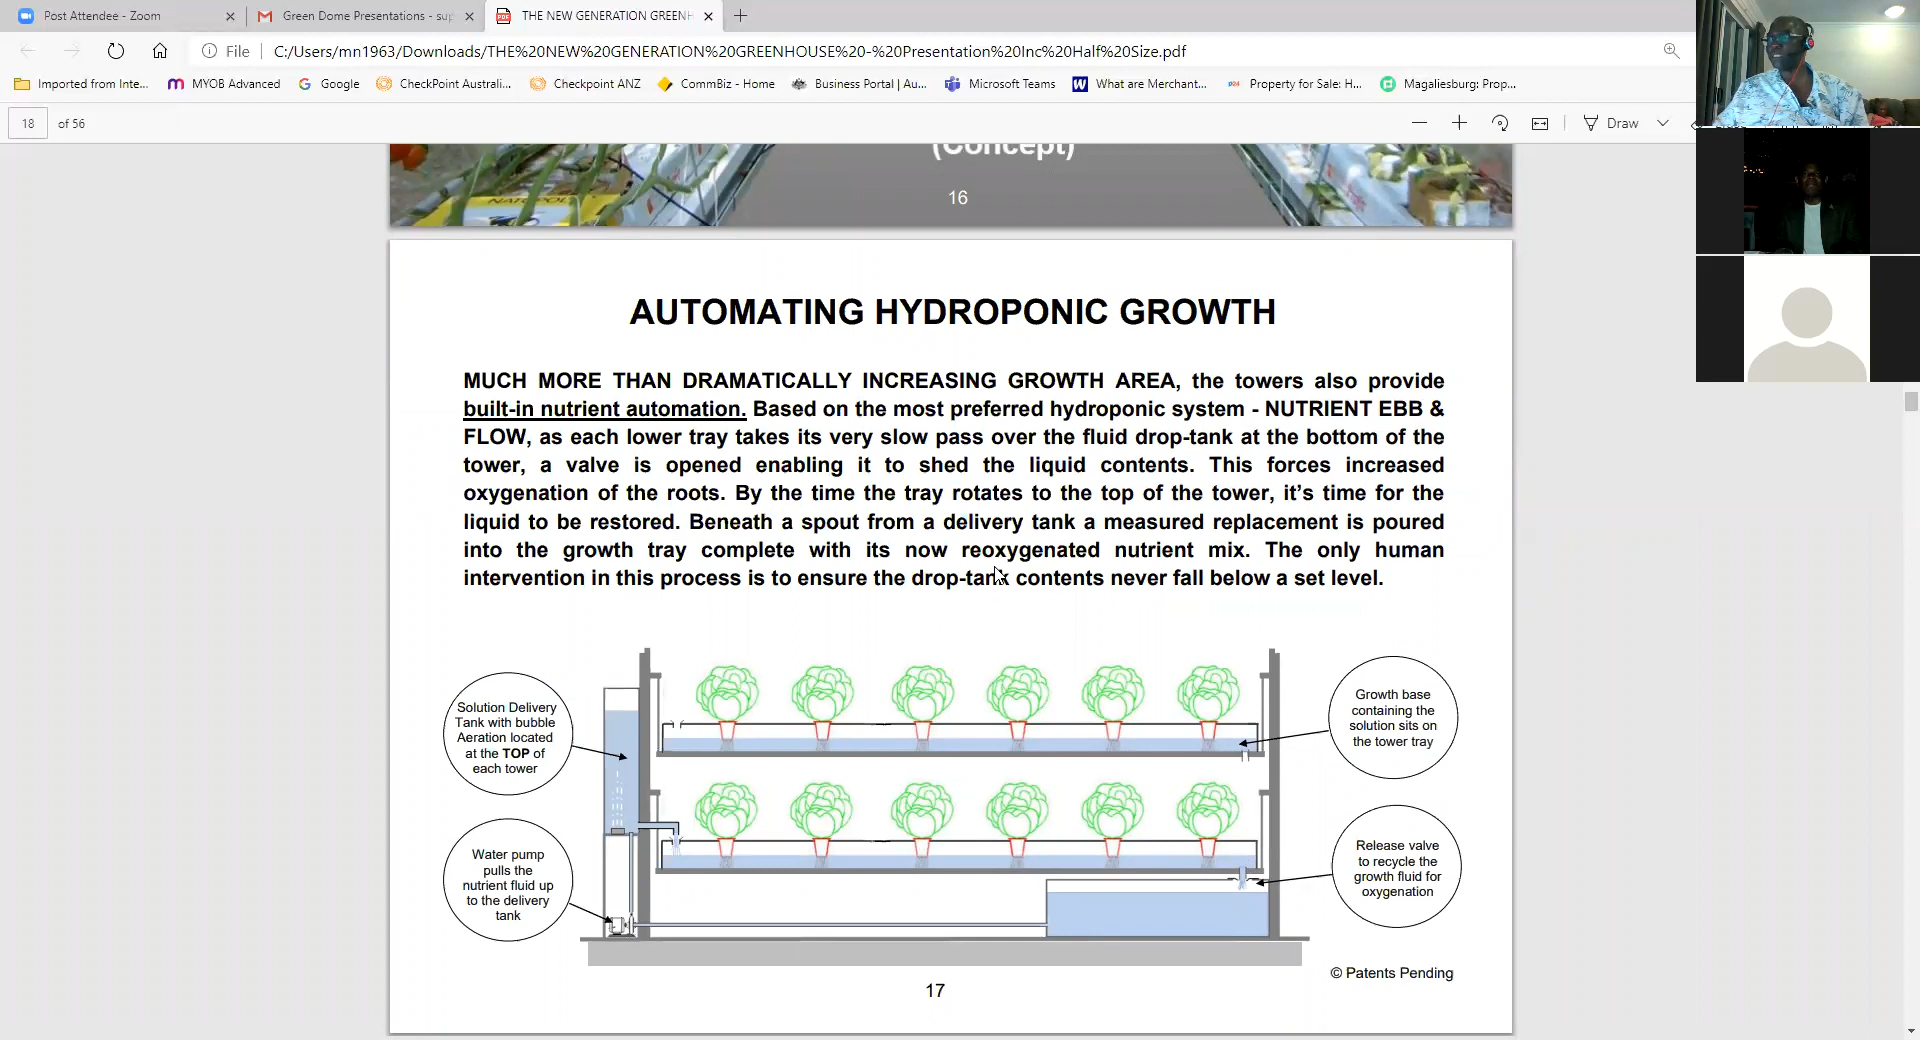 Post Attendee - Zoom
Green Dome Presentations - sup
THE NEW GENERATION GREENH
File
C:/Users/mn1963/Downloads/THE%20NEW%20GENERATION%20GREENHOUSE%20-%20Presentation%20Inc%20Half%20Size.pdf
Imported from Inte...
MYOB Advanced
Google
CheckPoint Australi...
Checkpoint ANZ
CommBiz - Home
Business Portal | Au...
Microsoft Teams
What are Merchant...
Property for Sale: H...
Magaliesburg: Prop...
18 of 56
Draw
(Concept)
16
AUTOMATING HYDROPONIC GROWTH
MUCH MORE THAN DRAMATICALLY INCREASING GROWTH AREA, the towers also provide
built-in nutrient automation. Based on the most preferred hydroponic system - NUTRIENT EBB &
FLOW, as each lower tray takes its very slow pass over the fluid drop-tank at the bottom of the
tower, a valve is opened enabling it to shed the liquid contents. This forces increased
oxygenation of the roots. By the time the tray rotates to the top of the tower, it's time for the
liquid to be restored. Beneath a spout from a delivery tank a measured replacement is poured
into the growth tray complete with its now reoxygenated nutrient mix. The only human
intervention in this process is to ensure the drop-tank contents never fall below a set level.
Solution Delivery
Tank with bubble
Aeration located
at the TOP of
each tower
Growth base
containing the
solution sits on
the tower tray
Water pump
pulls the
nutrient fluid up
to the delivery
tank
Release valve
to recycle the
growth fluid for
oxygenation
© Patents Pending
17